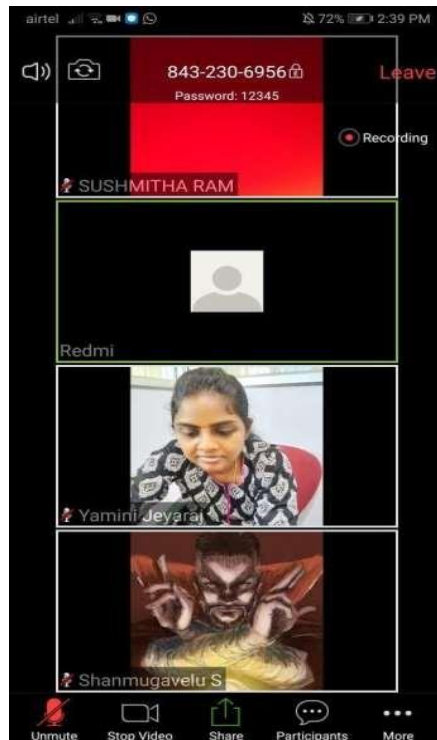 airtel 72% 2:39 PM
843-230-6956 Leave
Password: 12345
Recording
SUSHMITHA RAM
Redmi
Yamini Jeyaraj
Shanmugavelu S
Unmute Stop Video Share Participants More